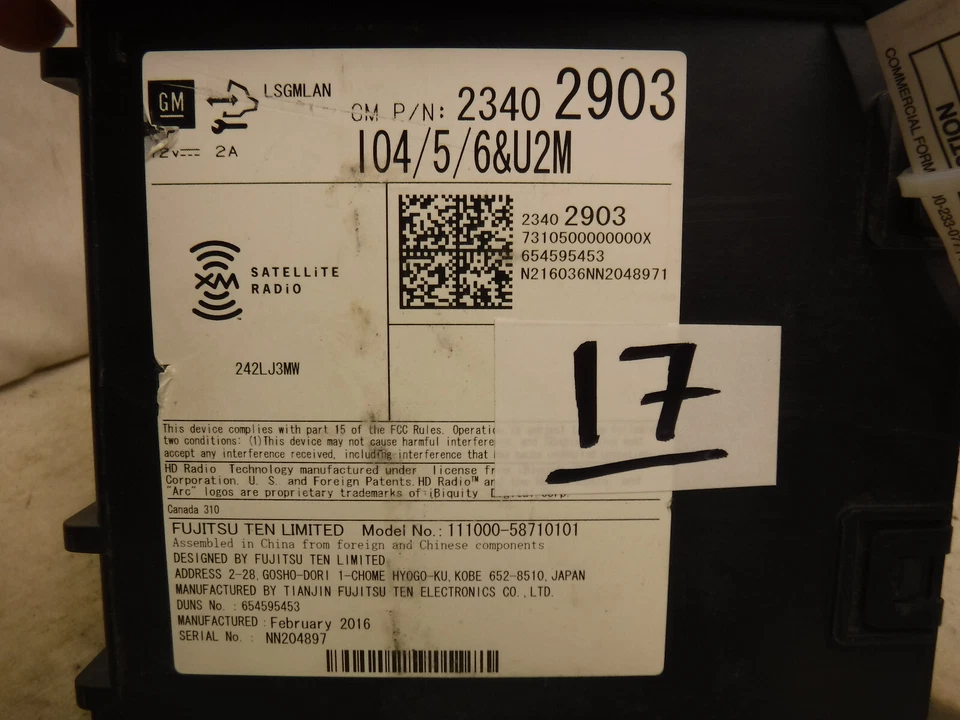 GM
LSGMLAN
12V 2A
GM P/N: 2340 2903
IO4/5/6&U2M
XM SATELLiTE
RADiO
242LJ3MW
2340 2903
7310500000000X
654595453
N216036NN2048971
17
This device complies with part 15 of the FCC Rules. Operati
two conditions: (1)This device may not cause harmful interfere
accept any interference received, including interference that
HD Radio Technology manufactured under license fr
Corporation. U. S. and Foreign Patents. HD Radio™ ar
"Arc" logos are proprietary trademarks of iBiquity Digital Corp.
Canada 310
FUJITSU TEN LIMITED Model No.: 111000-58710101
Assembled in China from foreign and Chinese components
DESIGNED BY FUJITSU TEN LIMITED
ADDRESS 2-28, GOSHO-DORI 1-CHOME HYOGO-KU, KOBE 652-8510, JAPAN
MANUFACTURED BY TIANJIN FUJITSU TEN ELECTRONICS CO., LTD.
DUNS No. : 654595453
MANUFACTURED : February 2016
SERIAL No. : NN204897
COMMERCIAL FORM